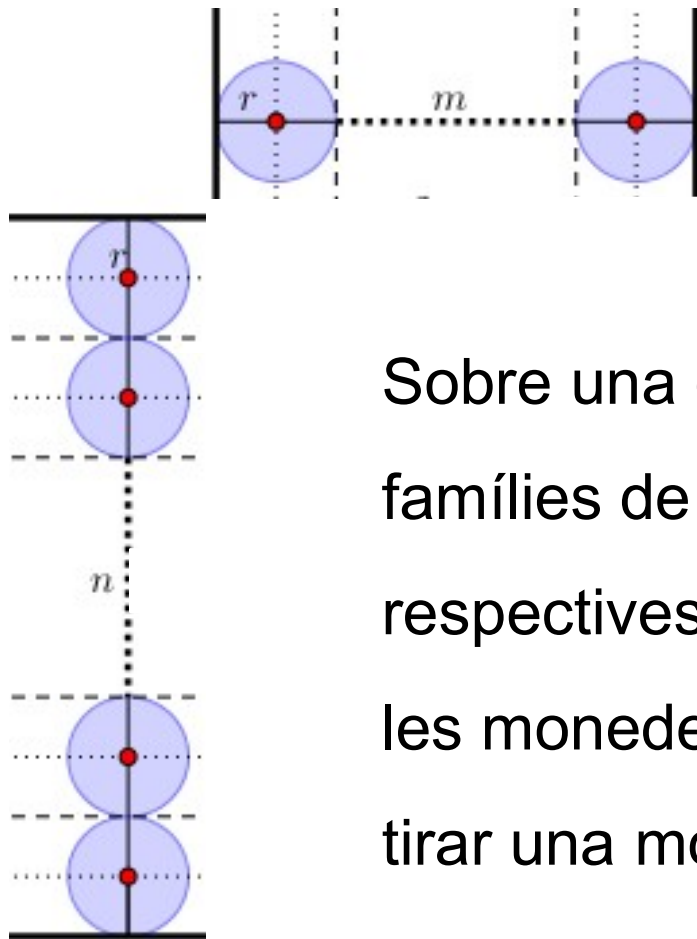 r m
r
n
Sobre una
famílies de
respectives
les monede
tirar una mo